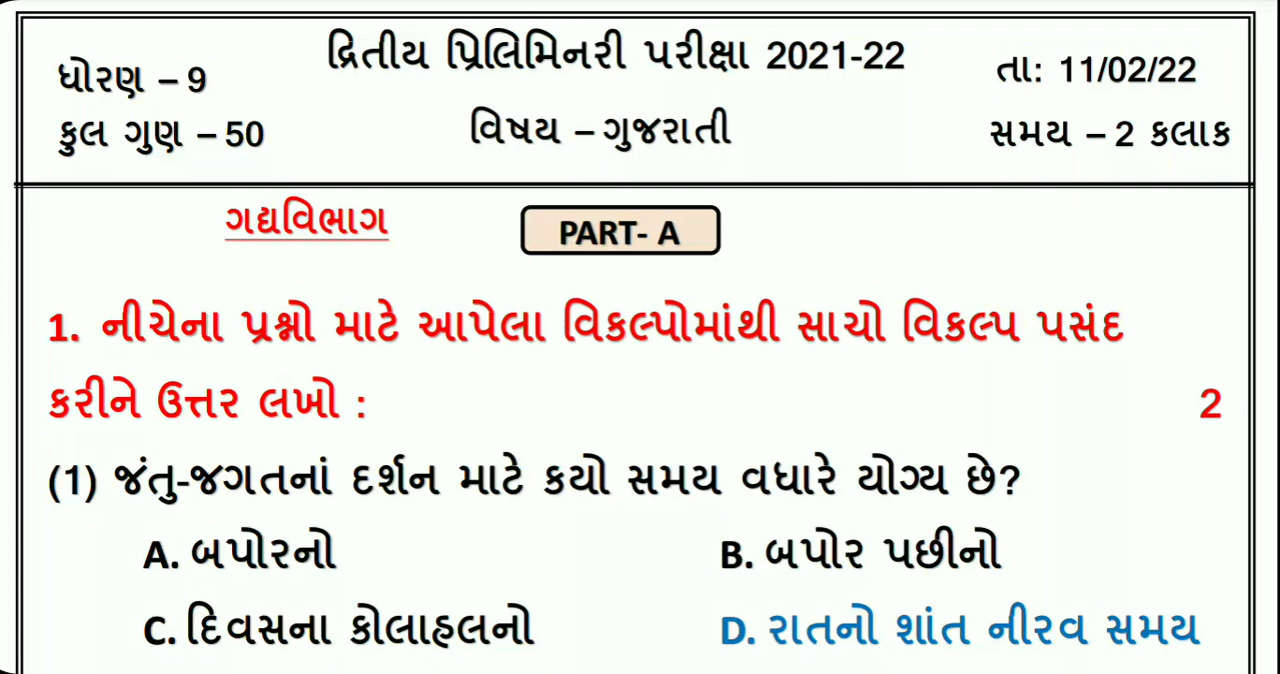 દ્રિતીય પ્રિલિમિનરી પરીક્ષા 2021-22
ધોરણ – 9
તા: 11/02/22
કુલ ગુણ – 50
વિષય – ગુજરાતી
સમય – 2 કલાક
ગદ્યવિભાગ
PART- A
1. નીચેના પ્રશ્નો માટે આપેલા વિકલ્પોમાંથી સાચો વિકલ્પ પસંદ
કરીને ઉત્તર લખો : 2
(1) જંતુ-જગતનાં દર્શન માટે કયો સમય વધારે યોગ્ય છે?
A. બપોરનો
B. બપોર પછીનો
C. દિવસના કોલાહલનો
D. રાતનો શાંત નીરવ સમય